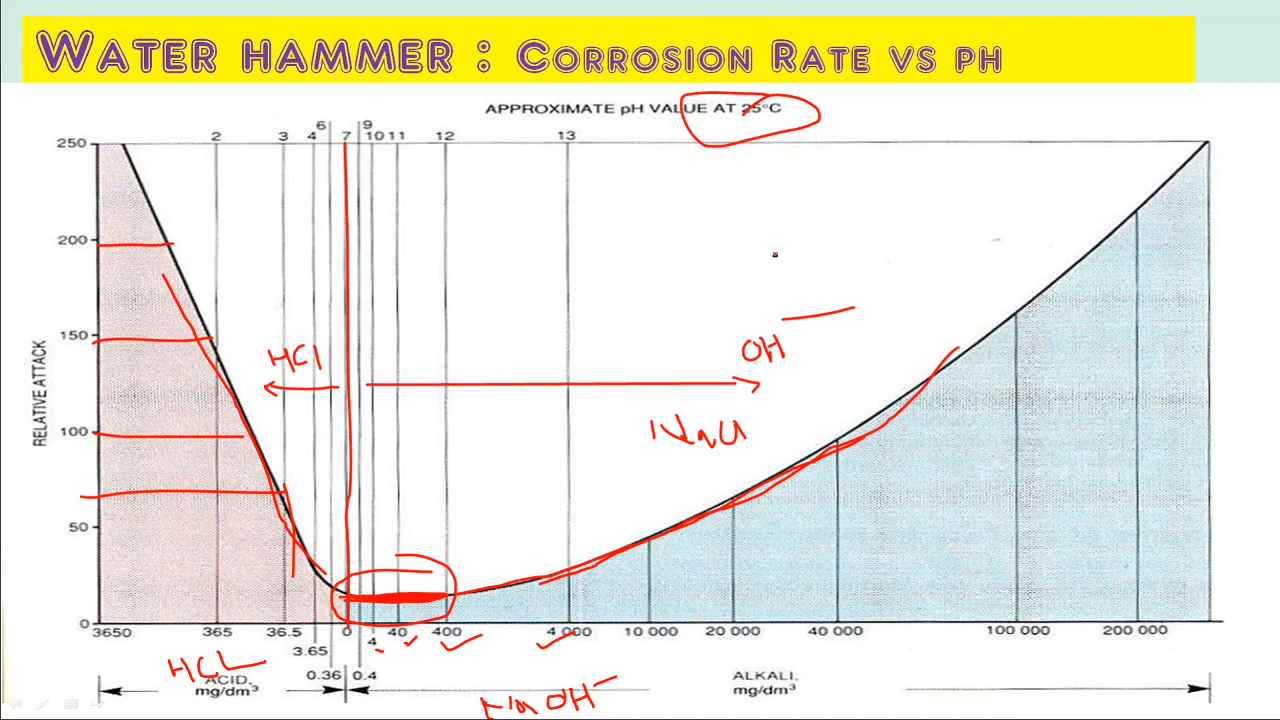 WATER HAMMER : CORROSION RATE VS PH
APPROXIMATE pH VALUE AT 25°C
2 3 4 6 7 9 10 11 12 13
250
200
150
100
50
0
RELATIVE ATTACK
HCl
OH
NaCl
3650 365 36.5 3.65 0.36 0 0.4 4 40 400 4 000 10 000 20 000 40 000 100 000 200 000
HCL
ACID,
mg/dm³
NaOH
ALKALI,
mg/dm³